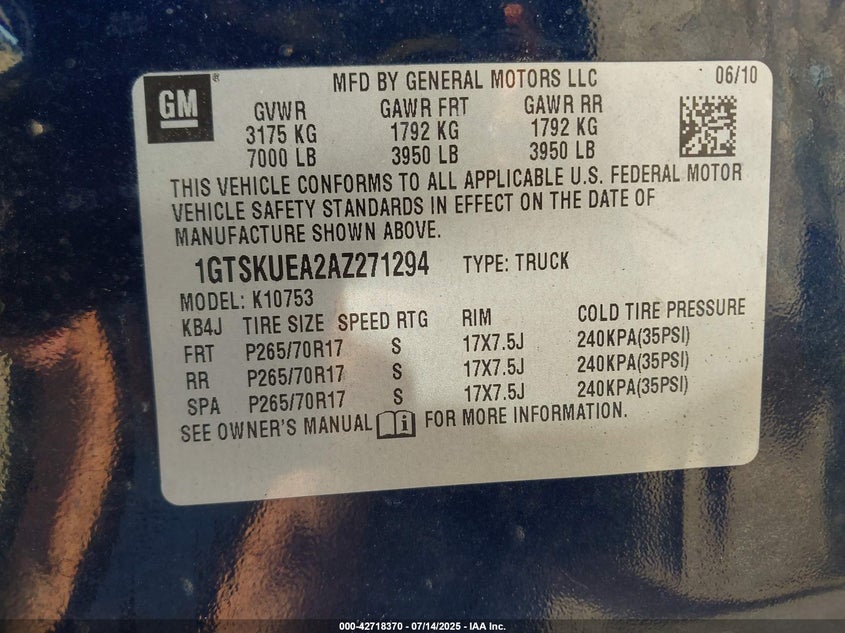 GM®
MFD BY GENERAL MOTORS LLC 06/10
GVWR GAWR FRT GAWR RR
3175 KG 1792 KG 1792 KG
7000 LB 3950 LB 3950 LB
THIS VEHICLE CONFORMS TO ALL APPLICABLE U.S. FEDERAL MOTOR
VEHICLE SAFETY STANDARDS IN EFFECT ON THE DATE OF
MANUFACTURE SHOWN ABOVE.
1GTSKUEA2AZ271294 TYPE: TRUCK
MODEL: K10753
KB4J TIRE SIZE SPEED RTG RIM COLD TIRE PRESSURE
FRT P265/70R17 S 17X7.5J 240KPA(35PSI)
RR P265/70R17 S 17X7.5J 240KPA(35PSI)
SPA P265/70R17 S 17X7.5J 240KPA(35PSI)
SEE OWNER'S MANUAL FOR MORE INFORMATION.
000-42718370 - 07/14/2025 - IAA Inc.